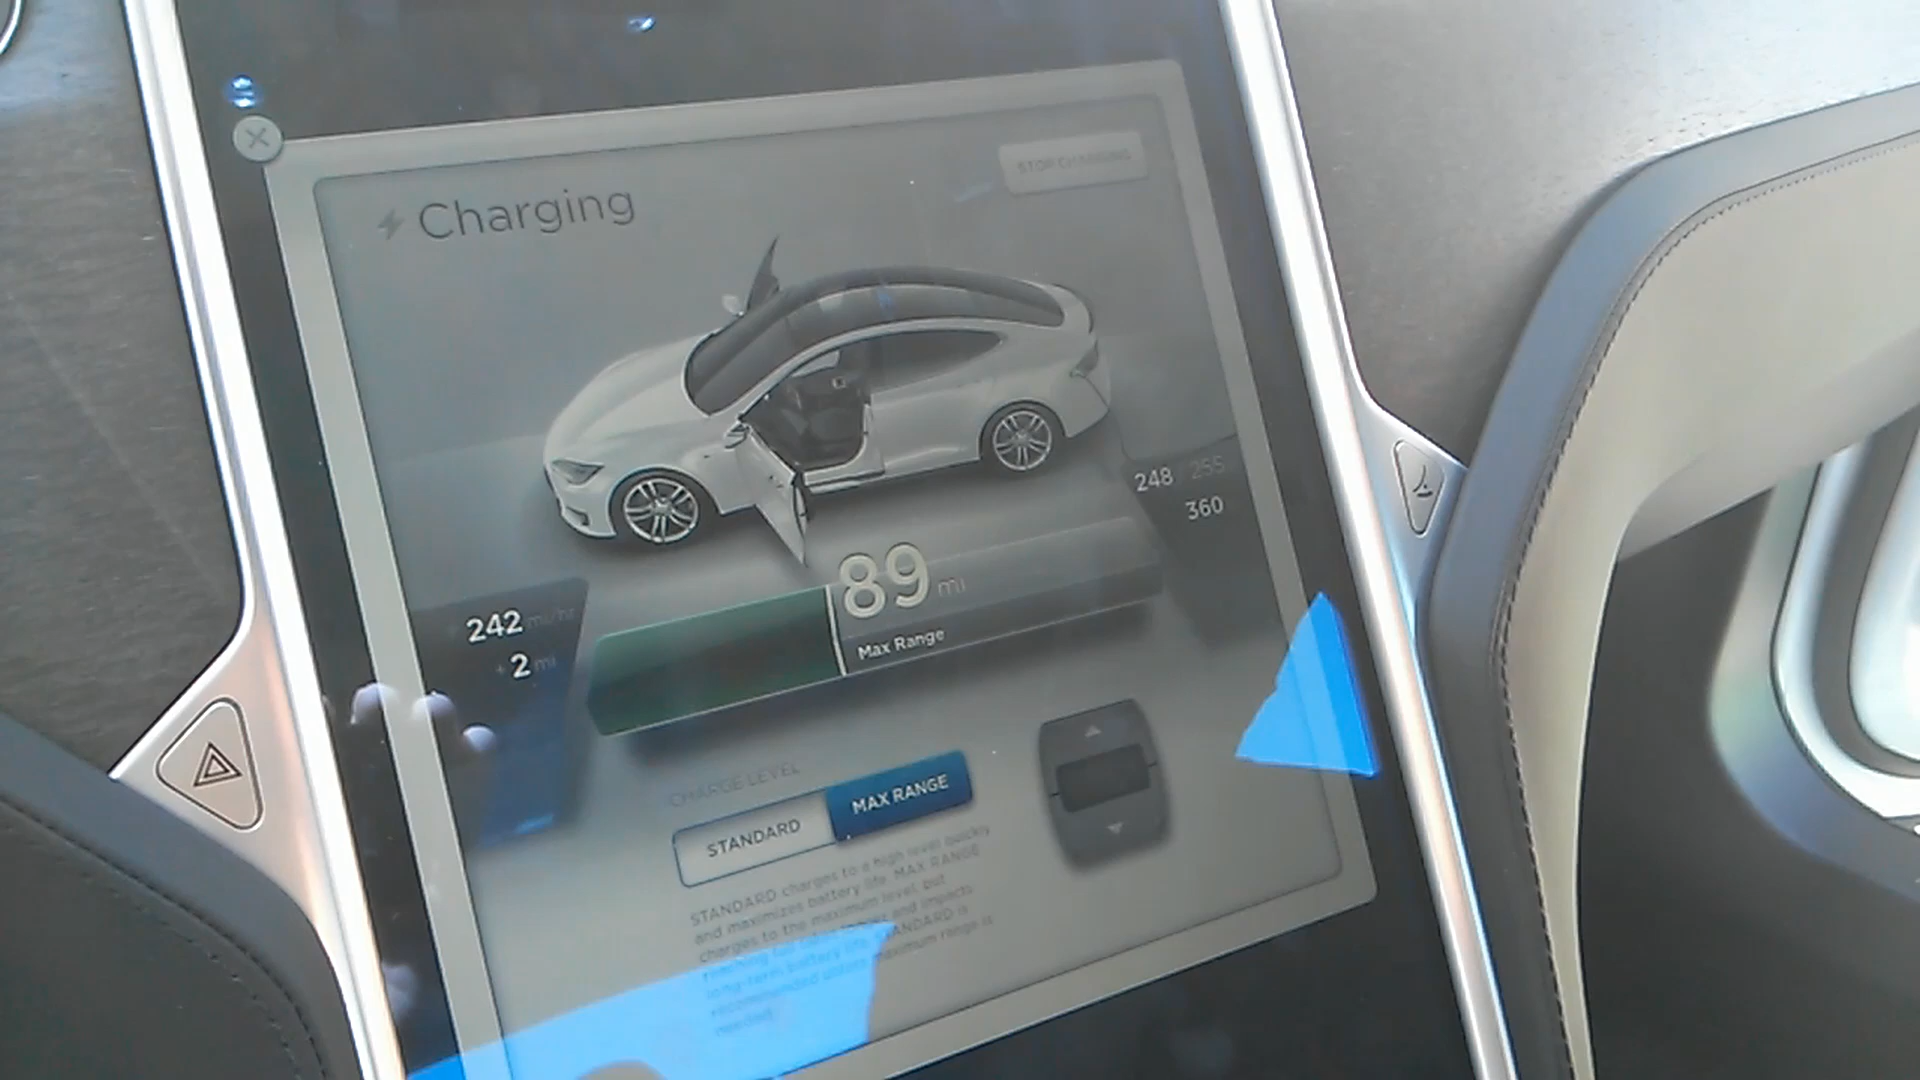 Charging
STOP CHARGING
248 255
360
89 mi
Max Range
242 mi/hr
+2 mi
CHARGE LEVEL
STANDARD
MAX RANGE
STANDARD charges to a high level quickly
and maximizes battery life. MAX RANGE
charges to the maximum level, but
and impacts
long-term battery life. STANDARD is
recommended unless maximum range is
needed.